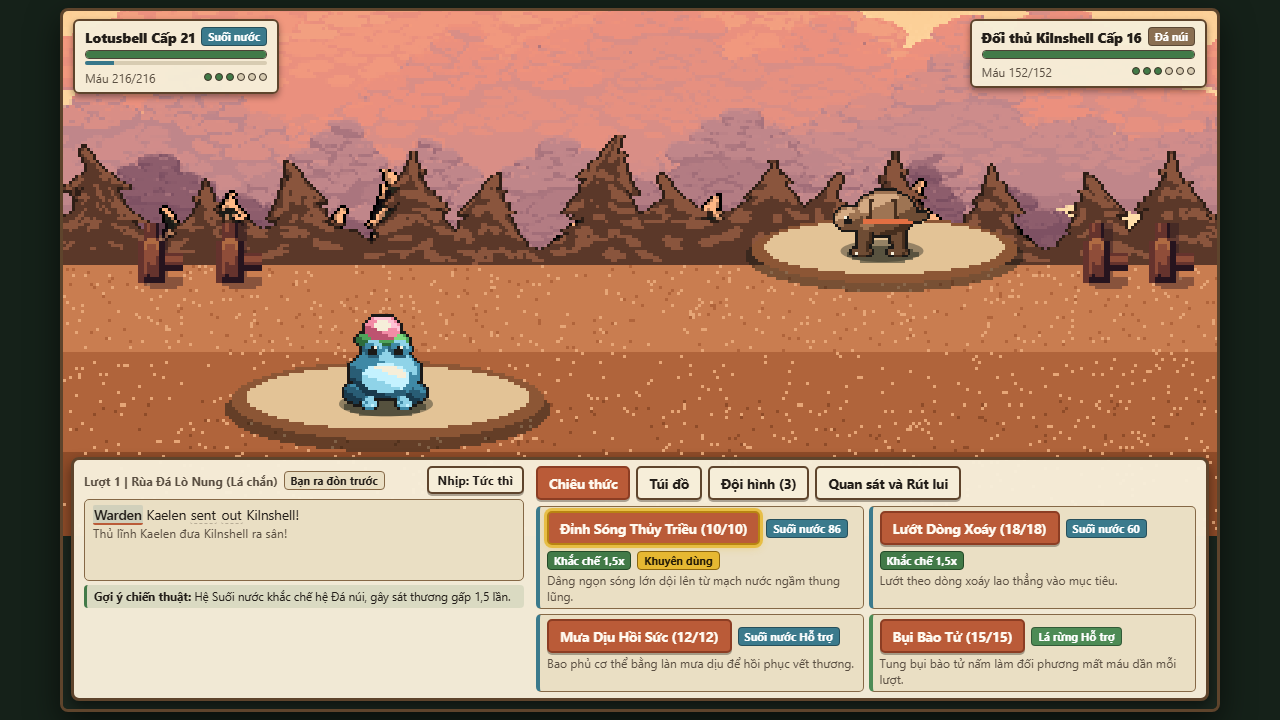 Lotusbell Cấp 21 Suối nước
Máu 216/216
Đối thủ Kilnshell Cấp 16 Đá núi
Máu 152/152
Lượt 1 | Rùa Đá Lò Nung (Lá chắn) Bạn ra đòn trước
Nhịp: Tức thì
Warden Kaelen sent out Kilnshell!
Thủ lĩnh Kaelen đưa Kilnshell ra sân!
Gợi ý chiến thuật: Hệ Suối nước khắc chế hệ Đá núi, gây sát thương gấp 1,5 lần.
Chiêu thức Túi đồ Đội hình (3) Quan sát và Rút lui
Đỉnh Sóng Thủy Triều (10/10) Suối nước 86
Khắc chế 1,5x Khuyên dùng
Dâng ngọn sóng lớn dội lên từ mạch nước ngầm thung
lũng.
Lướt Dòng Xoáy (18/18) Suối nước 60
Khắc chế 1,5x
Lướt theo dòng xoáy lao thẳng vào mục tiêu.
Mưa Dịu Hồi Sức (12/12) Suối nước Hỗ trợ
Bao phủ cơ thể bằng làn mưa dịu để hồi phục vết thương.
Bụi Bào Tử (15/15) Lá rừng Hỗ trợ
Tung bụi bào tử nấm làm đối phương mất máu dần mỗi
lượt.